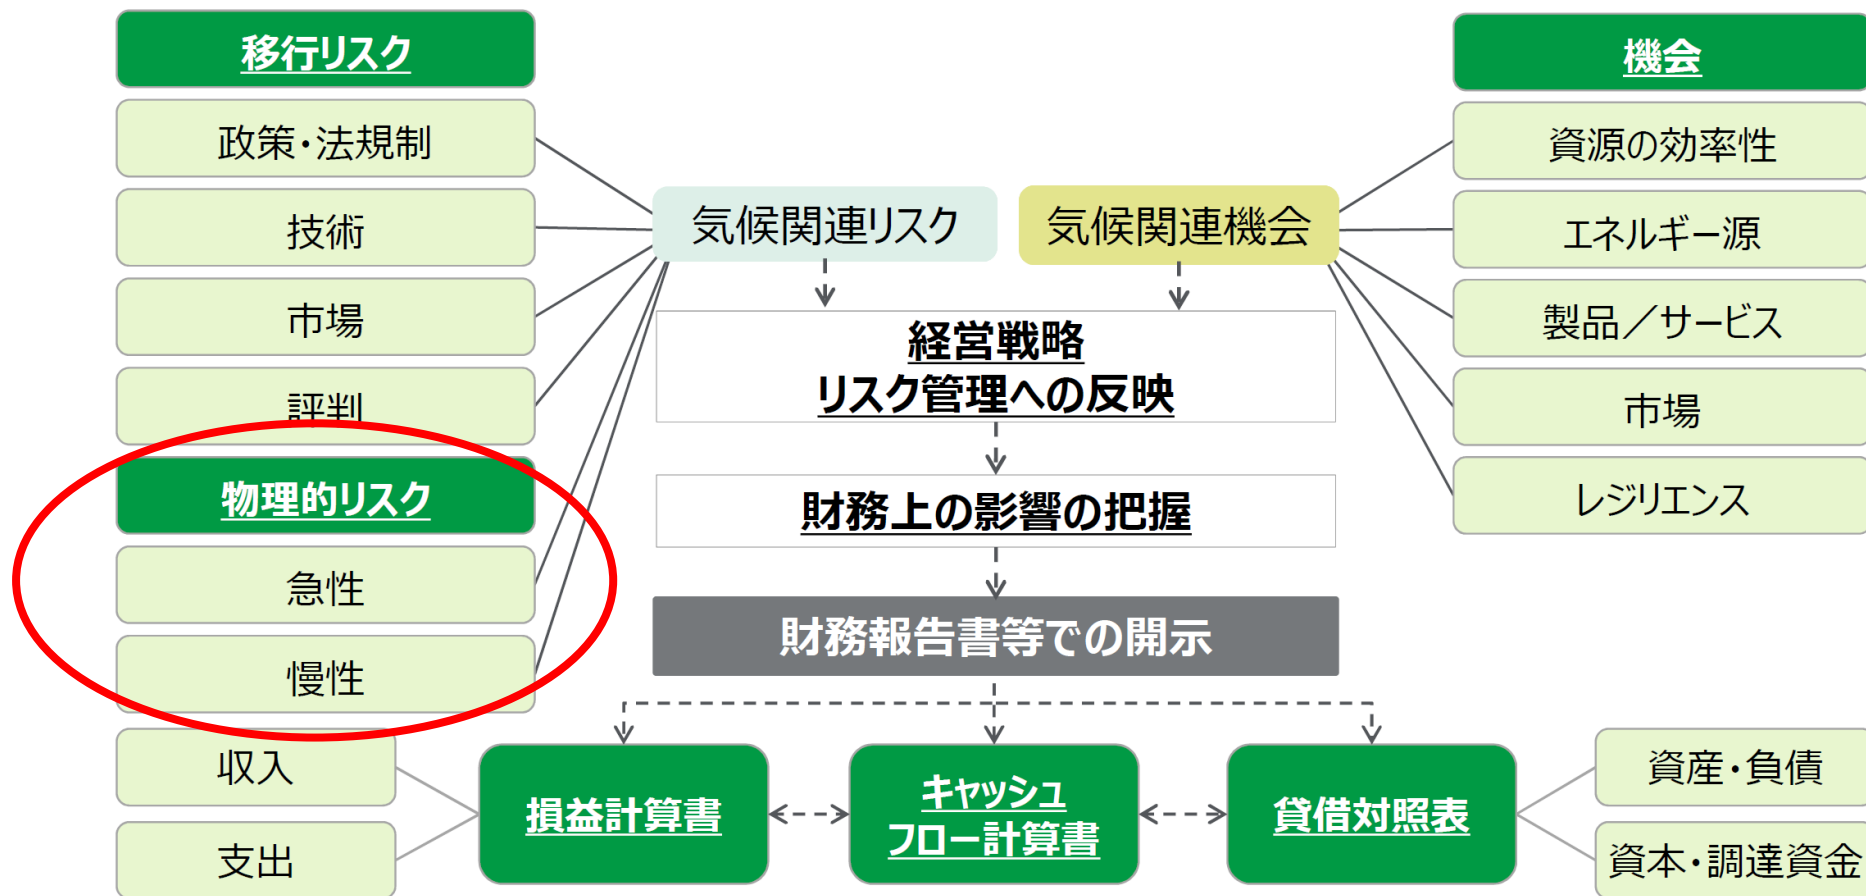 移行リスク
政策・法規制
技術
市場
評判
物理的リスク
急性
慢性
気候関連リスク
気候関連機会
経営戦略
リスク管理への反映
財務上の影響の把握
財務報告書等での開示
機会
資源の効率性
エネルギー源
製品／サービス
市場
レジリエンス
収入
支出
損益計算書
キャッシュ
フロー計算書
貸借対照表
資産・負債
資本・調達資金